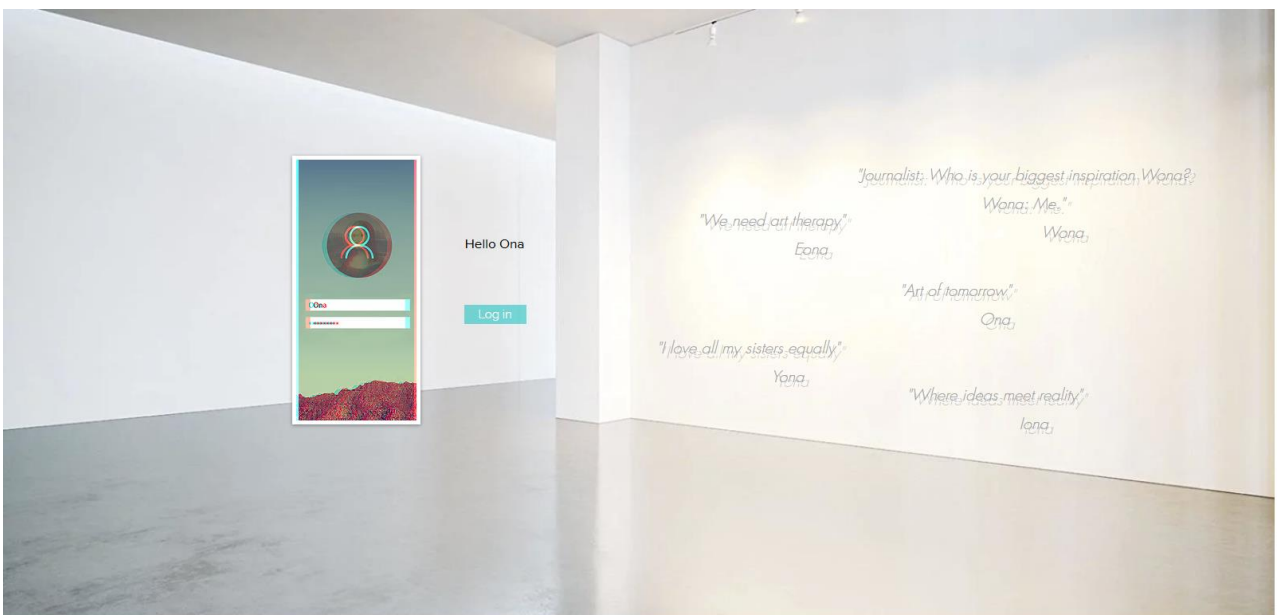 Ona
Hello Ona
Log in
"Journalist: Who is your biggest inspiration Wona?
Wona: Me."
Wona
"We need art therapy"
Eona
"Art of tomorrow"
Ona
"I love all my sisters equally"
Yona
"Where ideas meet reality"
Iona